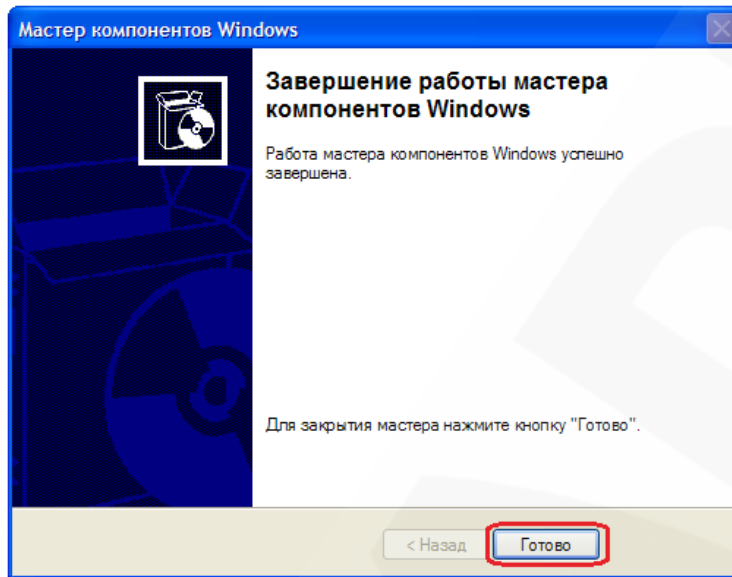 Мастер компонентов Windows
Завершение работы мастера
компонентов Windows
Работа мастера компонентов Windows успешно
завершена.
Для закрытия мастера нажмите кнопку "Готово".
< Назад
Готово